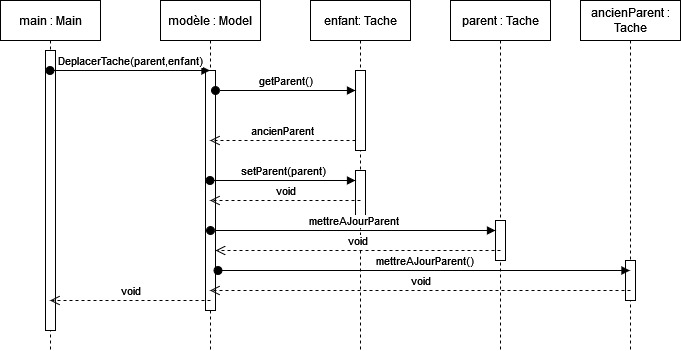 main : Main
modèle : Model
enfant: Tache
parent : Tache
ancienParent :
Tache
DeplacerTache(parent,enfant)
getParent()
ancienParent
setParent(parent)
void
mettreAJourParent
void
mettreAJourParent()
void
void